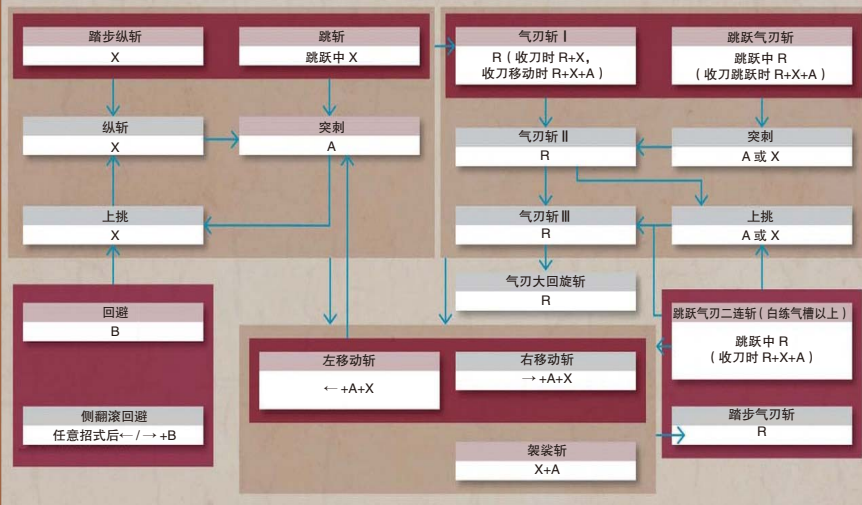 踏步纵斩
X
跳斩
跳跃中 X
气刃斩 Ⅰ
R（收刀时 R+X，
收刀移动时 R+X+A）
跳跃气刃斩
跳跃中 R
（收刀跳跃时 R+X+A）
纵斩
X
突刺
A
气刃斩 Ⅱ
R
突刺
A 或 X
上挑
X
气刃斩 Ⅲ
R
上挑
A 或 X
气刃大回旋斩
R
回避
B
侧翻滚回避
任意招式后← / → +B
左移动斩
← +A+X
右移动斩
→ +A+X
袈裟斩
X+A
跳跃气刃二连斩（白练气槽以上）
跳跃中 R
（收刀时 R+X+A）
踏步气刃斩
R